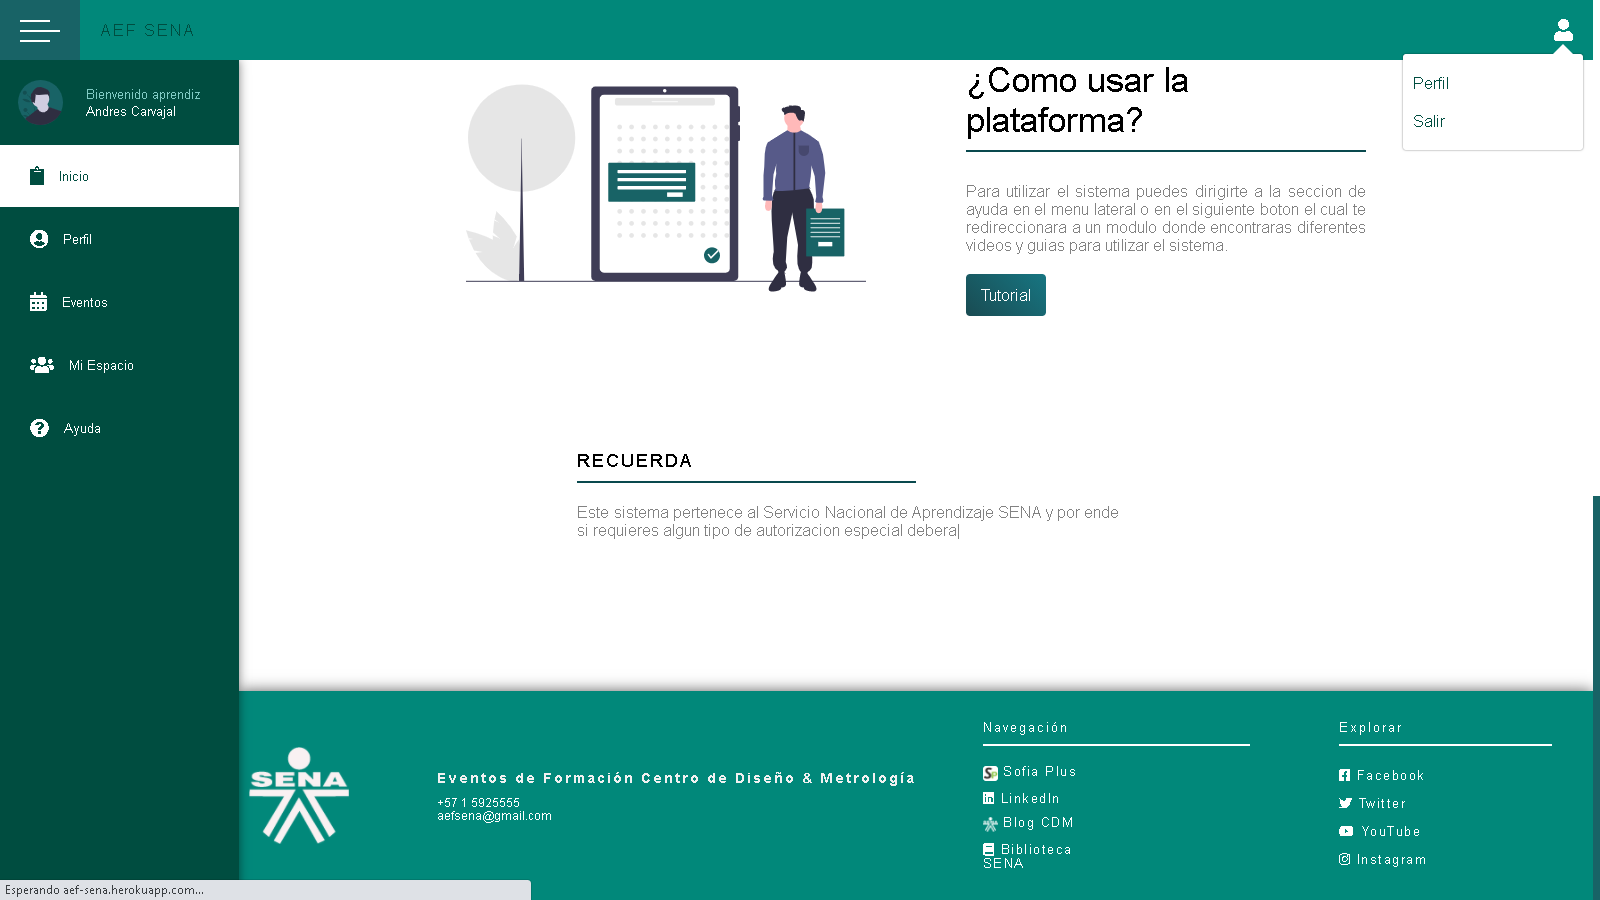 AEF SENA
Bienvenido aprendiz
Andres Carvajal
Inicio
Perfil
Eventos
Mi Espacio
Ayuda
¿Como usar la
plataforma?
Para utilizar el sistema puedes dirigirte a la seccion de
ayuda en el menu lateral o en el siguiente boton el cual te
redireccionara a un modulo donde encontraras diferentes
videos y guias para utilizar el sistema.
Tutorial
Perfil
Salir
RECUERDA
Este sistema pertenece al Servicio Nacional de Aprendizaje SENA y por ende
si requieres algun tipo de autorizacion especial debera|
SENA
Eventos de Formación Centro de Diseño & Metrología
+57 1 5925555
aefsena@gmail.com
Navegación
Sofia Plus
LinkedIn
Blog CDM
Biblioteca
SENA
Explorar
Facebook
Twitter
YouTube
Instagram
Esperando aef-sena.herokuapp.com...